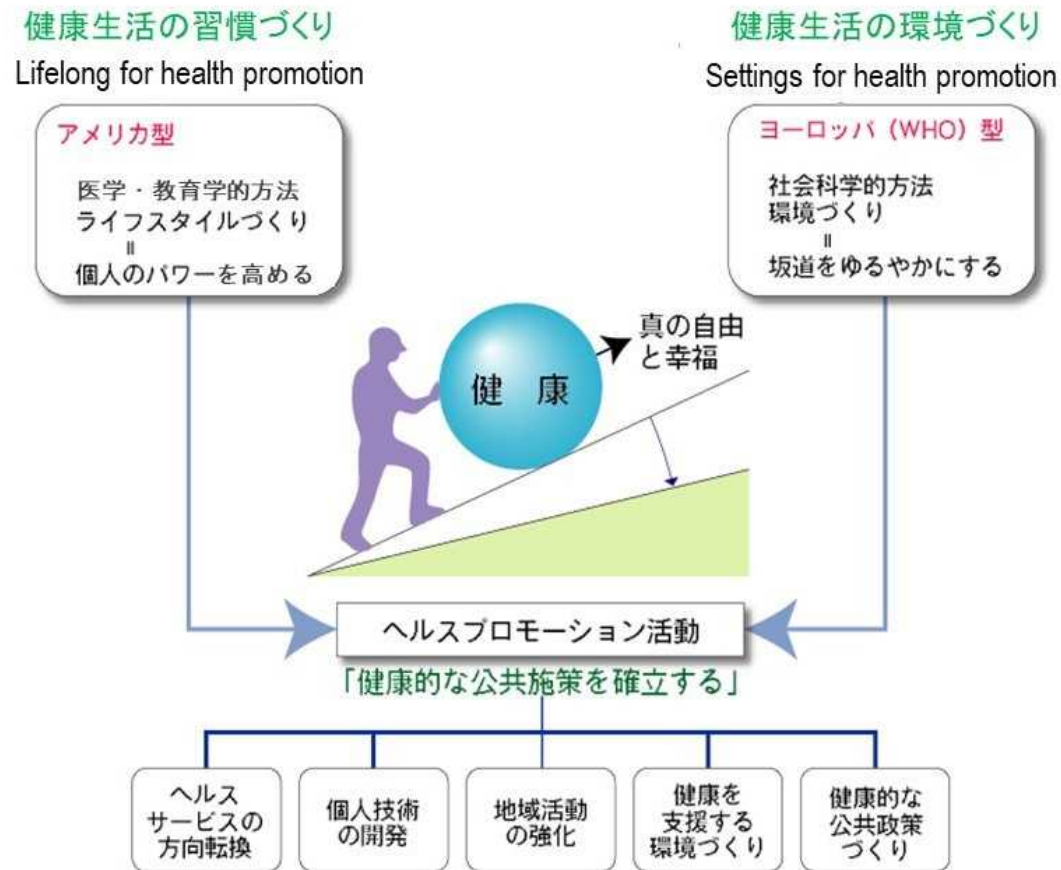 健康生活の習慣づくり
Lifelong for health promotion
アメリカ型
医学・教育学的方法
ライフスタイルづくり
॥
個人のパワーを高める
健康生活の環境づくり
Settings for health promotion
ヨーロッパ（WHO）型
社会科学的方法
環境づくり
॥
坂道をゆるやかにする
健 康
真の自由
と幸福
ヘルスプロモーション活動
「健康的な公共施策を確立する」
ヘルス
サービスの
方向転換
個人技術
の開発
地域活動
の強化
健康を
支援する
環境づくり
健康的な
公共政策
づくり